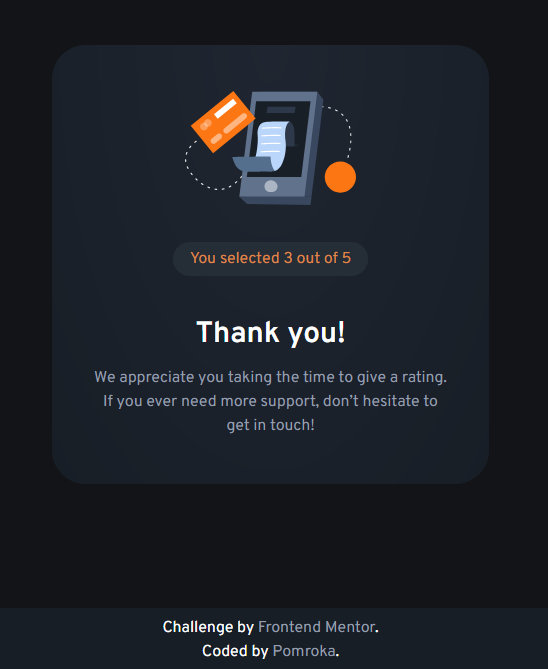 You selected 3 out of 5
Thank you!
We appreciate you taking the time to give a rating.
If you ever need more support, don’t hesitate to
get in touch!
Challenge by Frontend Mentor.
Coded by Pomroka.